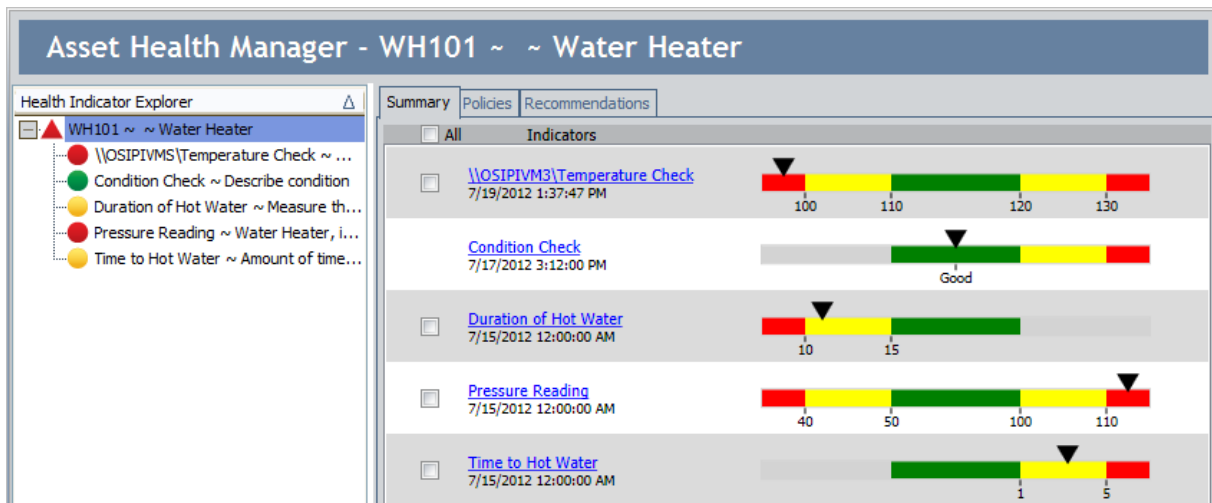 Asset Health Manager - WH101 ~ ~ Water Heater
Health Indicator Explorer
WH101 ~ ~ Water Heater
\\OSIPIVMS\Temperature Check ~ ...
Condition Check ~ Describe condition
Duration of Hot Water ~ Measure th...
Pressure Reading ~ Water Heater, i...
Time to Hot Water ~ Amount of time...
Summary Policies Recommendations
All Indicators
\\OSIPIVM3\Temperature Check
7/19/2012 1:37:47 PM
100 110 120 130
Condition Check
7/17/2012 3:12:00 PM
Good
Duration of Hot Water
7/15/2012 12:00:00 AM
10 15
Pressure Reading
7/15/2012 12:00:00 AM
40 50 100 110
Time to Hot Water
7/15/2012 12:00:00 AM
1 5